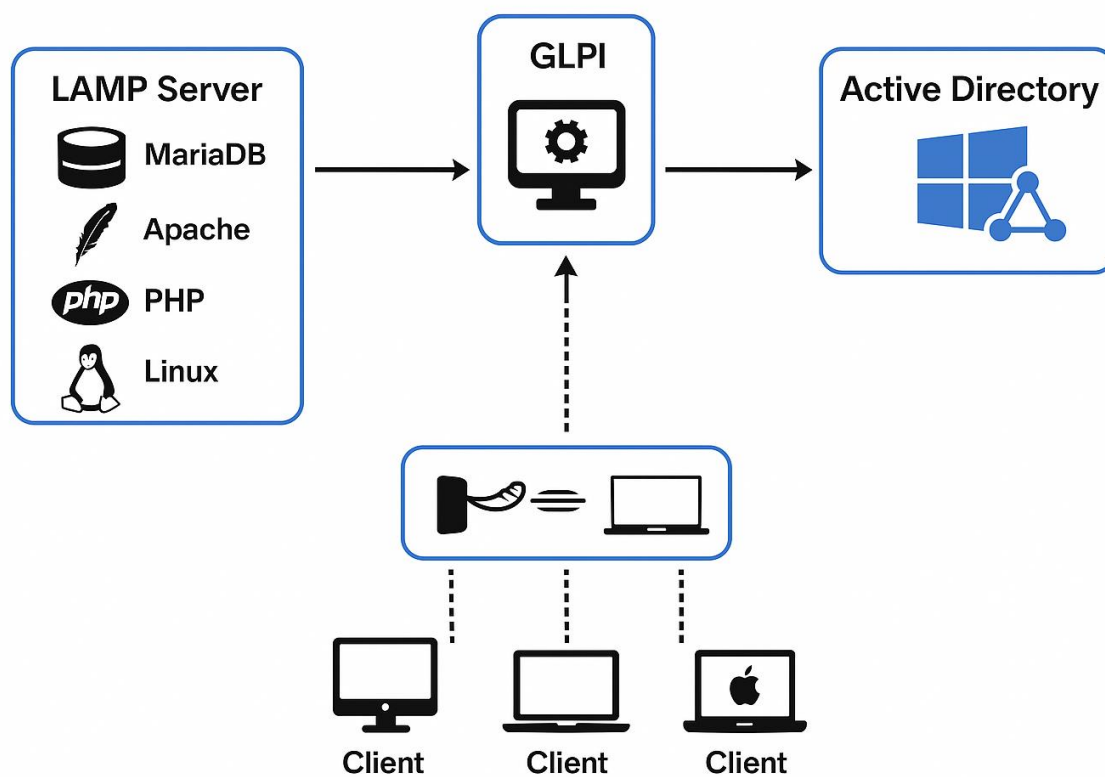 LAMP Server
MariaDB
Apache
php PHP
Linux
GLPI
Active Directory
Client Client Client